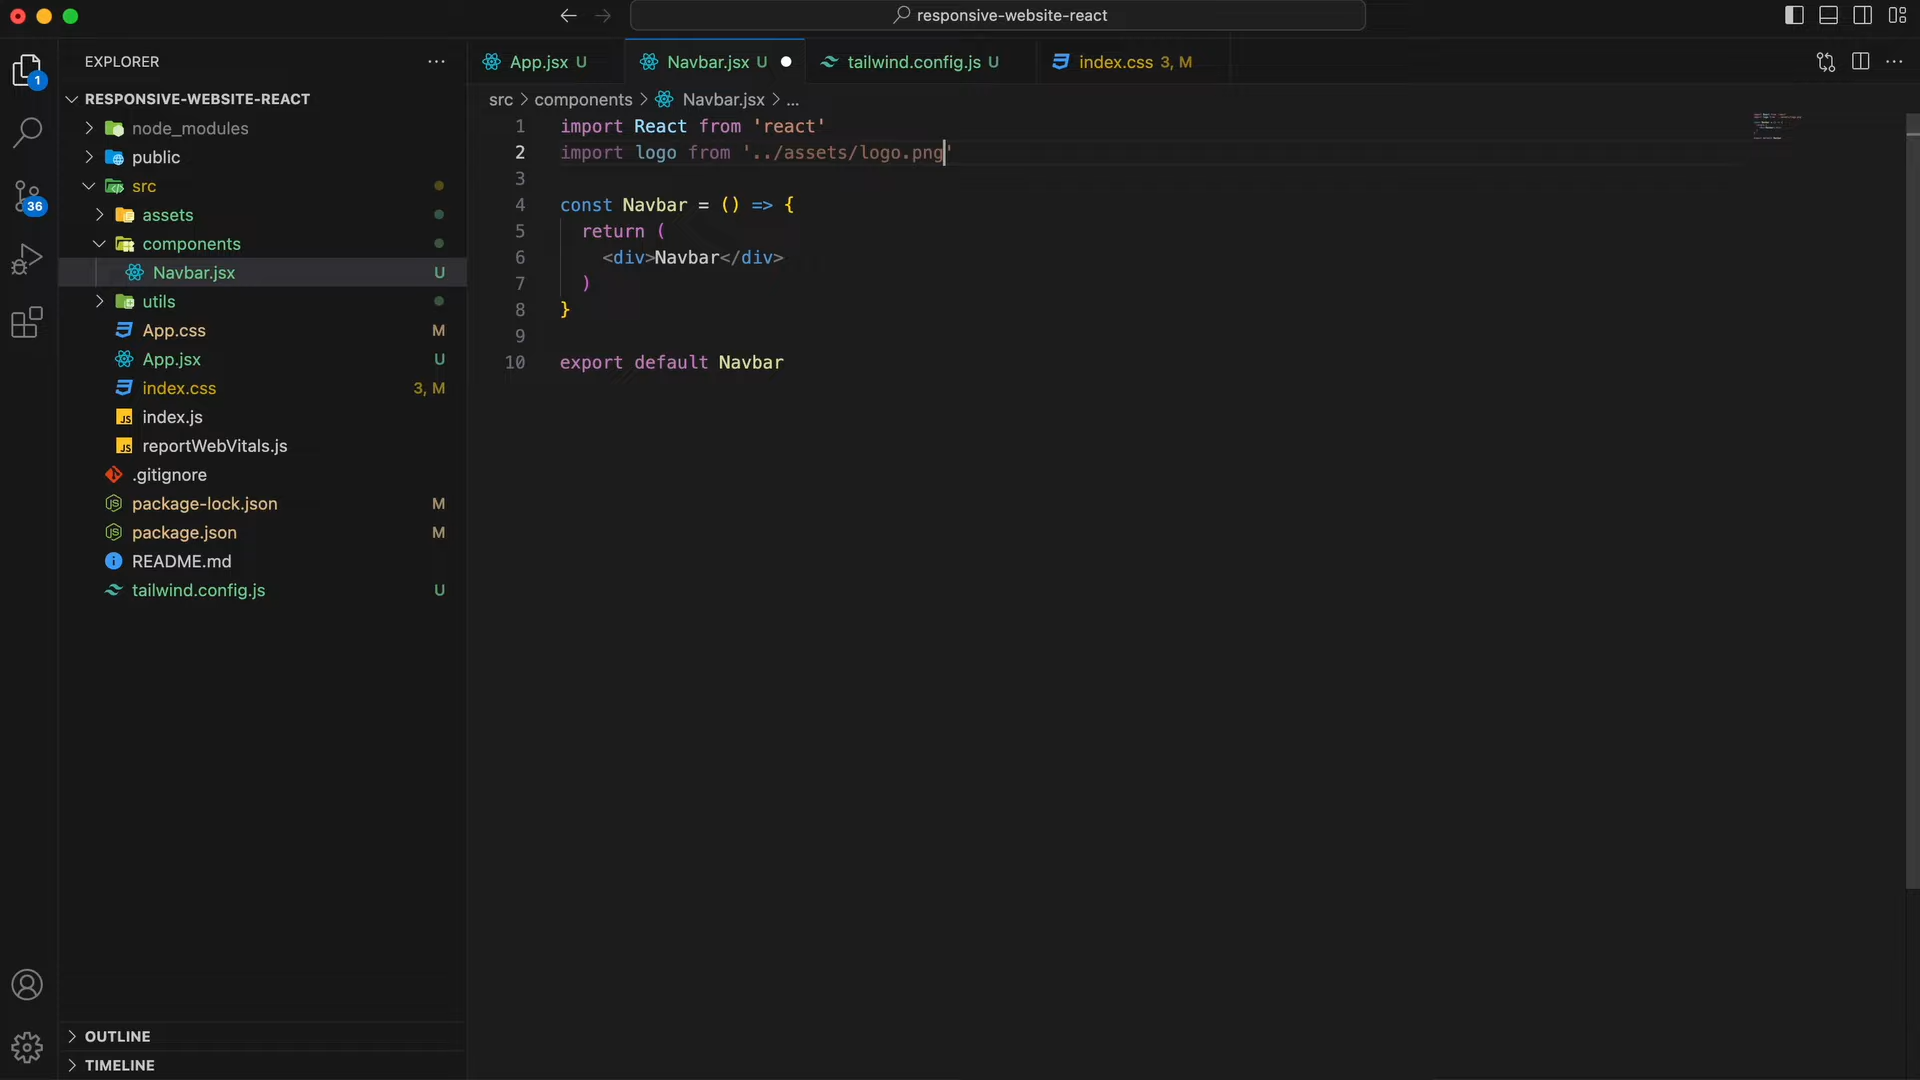 responsive-website-react
EXPLORER
RESPONSIVE-WEBSITE-REACT
node_modules
public
src
assets
components
Navbar.jsx U
utils
App.css M
App.jsx U
index.css 3, M
index.js
reportWebVitals.js
.gitignore
package-lock.json M
package.json M
README.md
tailwind.config.js U
OUTLINE
TIMELINE
1
36
App.jsx U
Navbar.jsx U
tailwind.config.js U
index.css 3, M
src > components > Navbar.jsx > ...
1 import React from 'react'
2 import logo from '../assets/logo.png'
3
4 const Navbar = () => {
5 return (
6 <div>Navbar</div>
7 )
8 }
9
10 export default Navbar